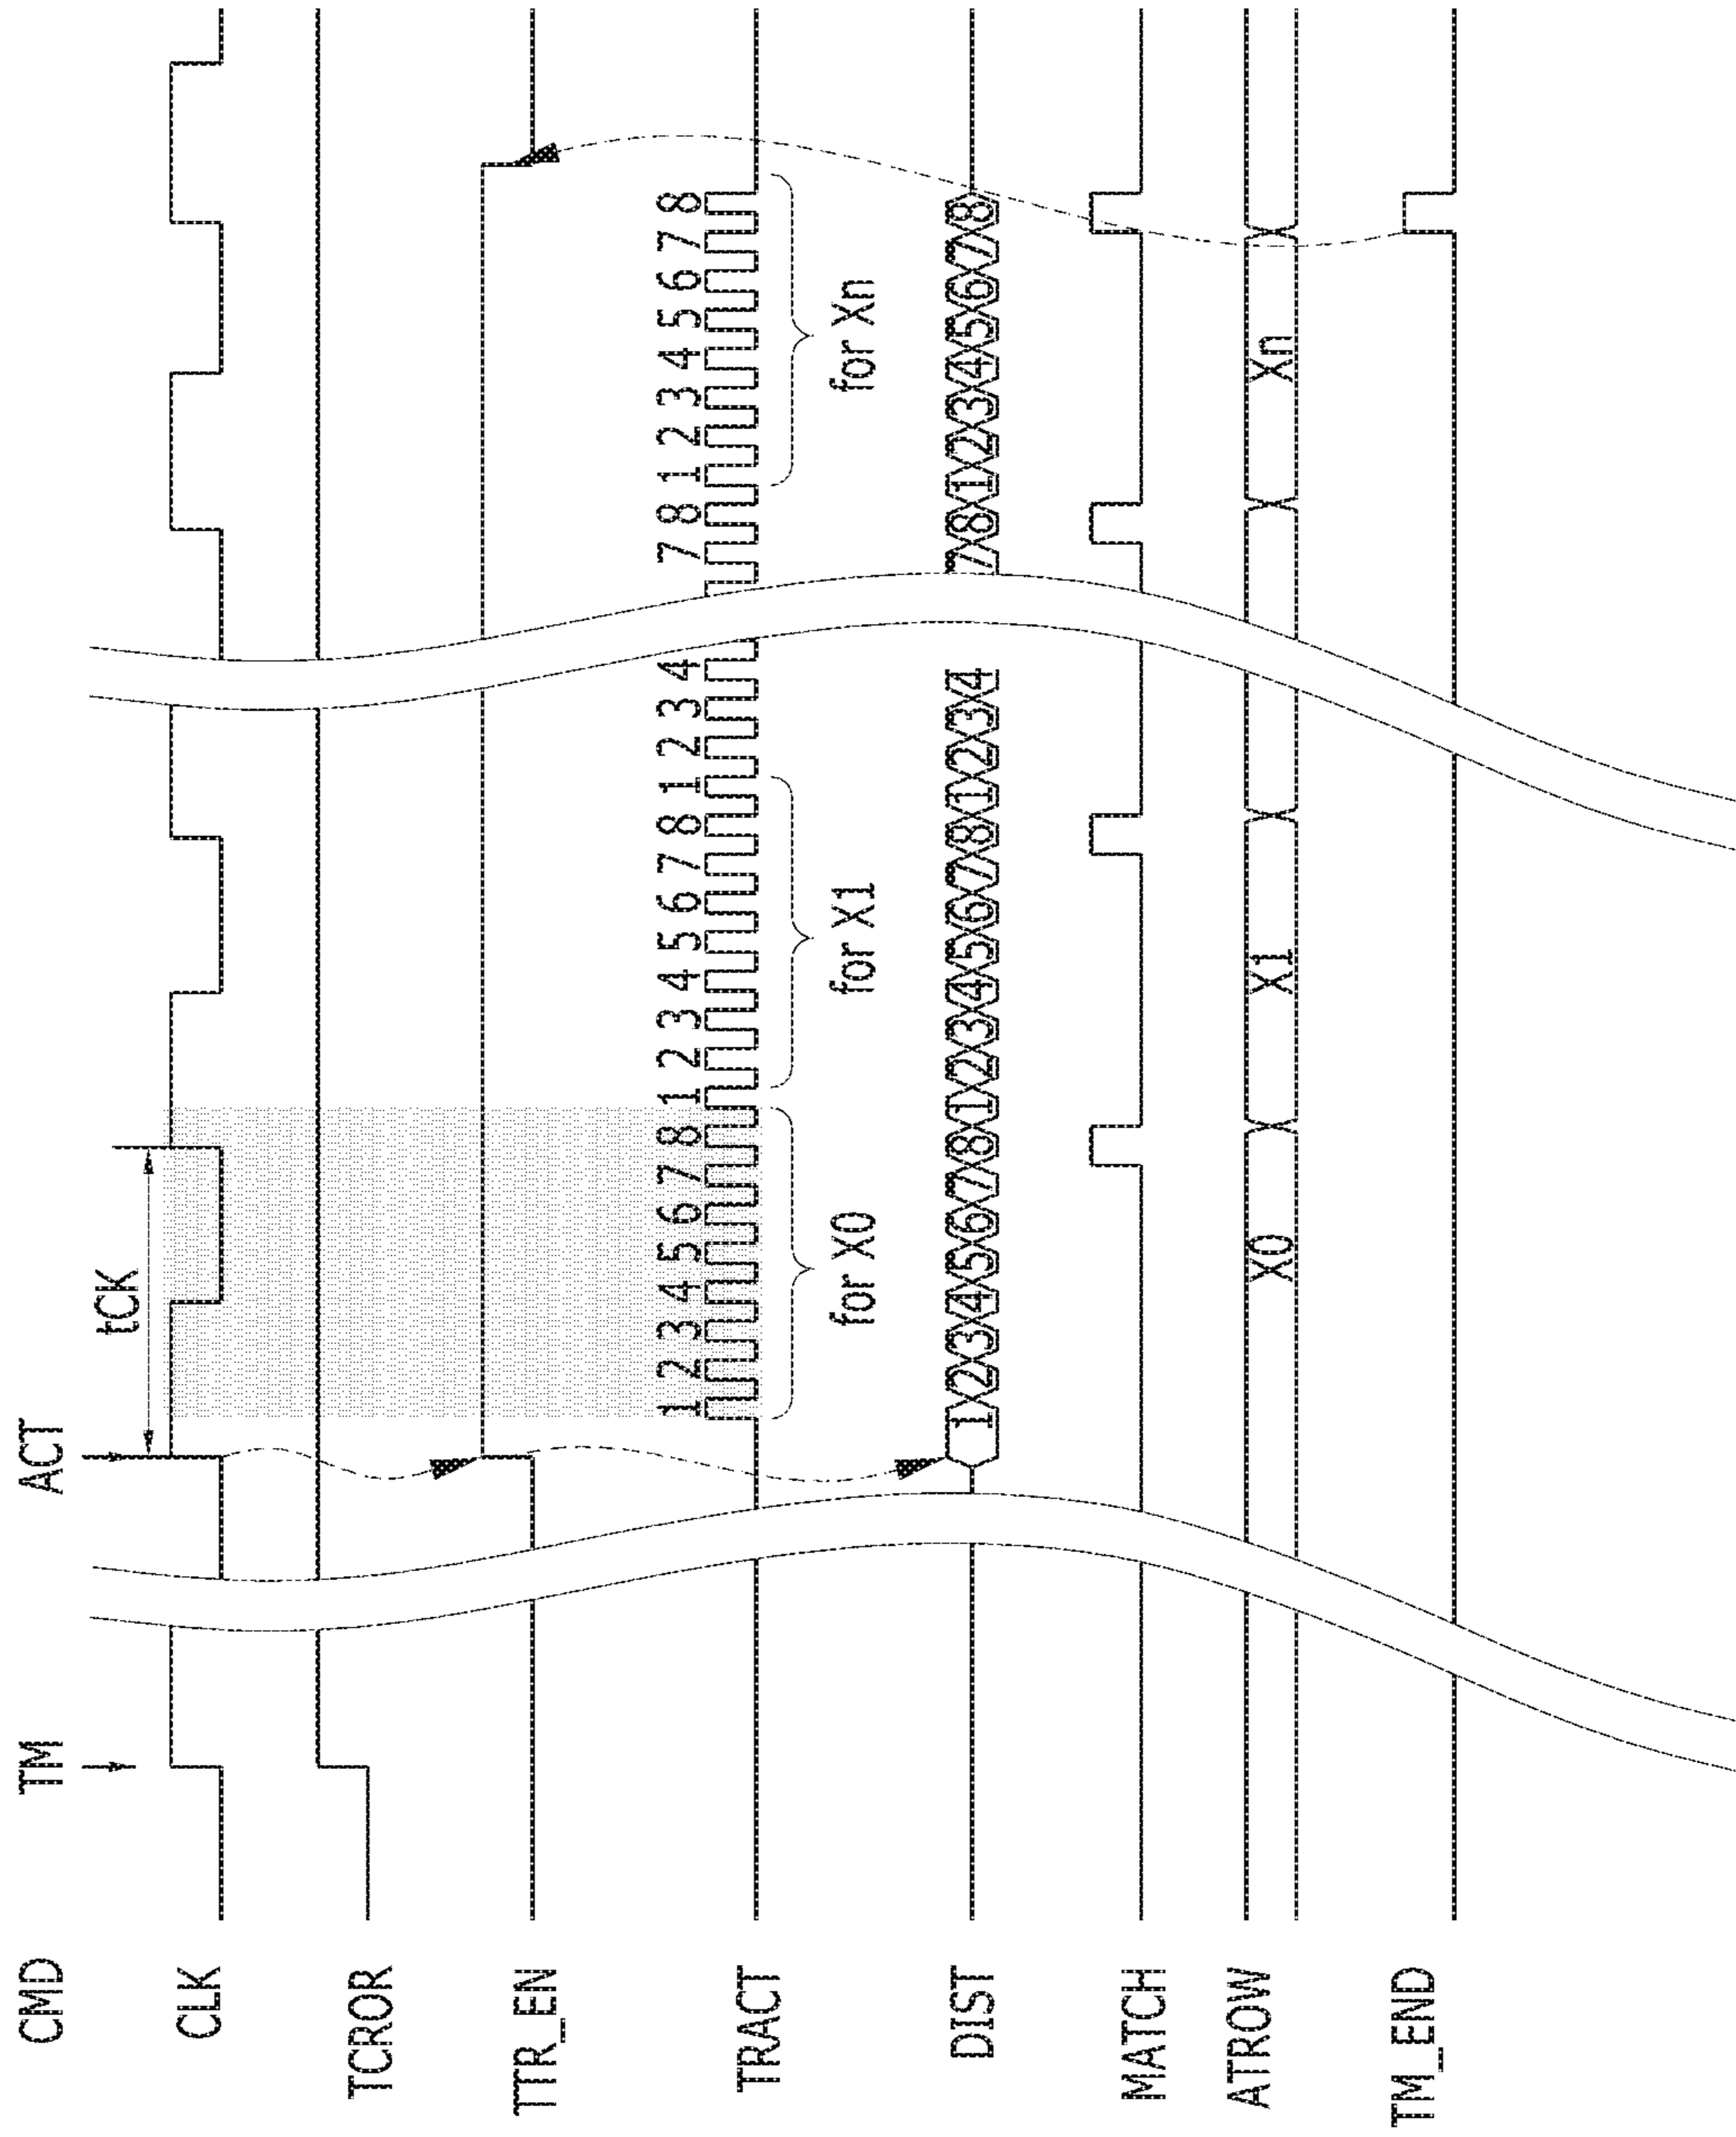 CMD TM ACT
tCK
CLK
TCROR
TTR_EN
TRACT 1 2 3 4 5 6 7 8 1 2 3 4 5 6 7 8 1 2 3 4 7 8 1 2 3 4 5 6 7 8
for X0 for X1 for Xn
DIST 1 2 3 4 5 6 7 8 1 2 3 4 5 6 7 8 1 2 3 4 7 8 1 2 3 4 5 6 7 8
MATCH
ATROW X0 X1 Xn
TM_END